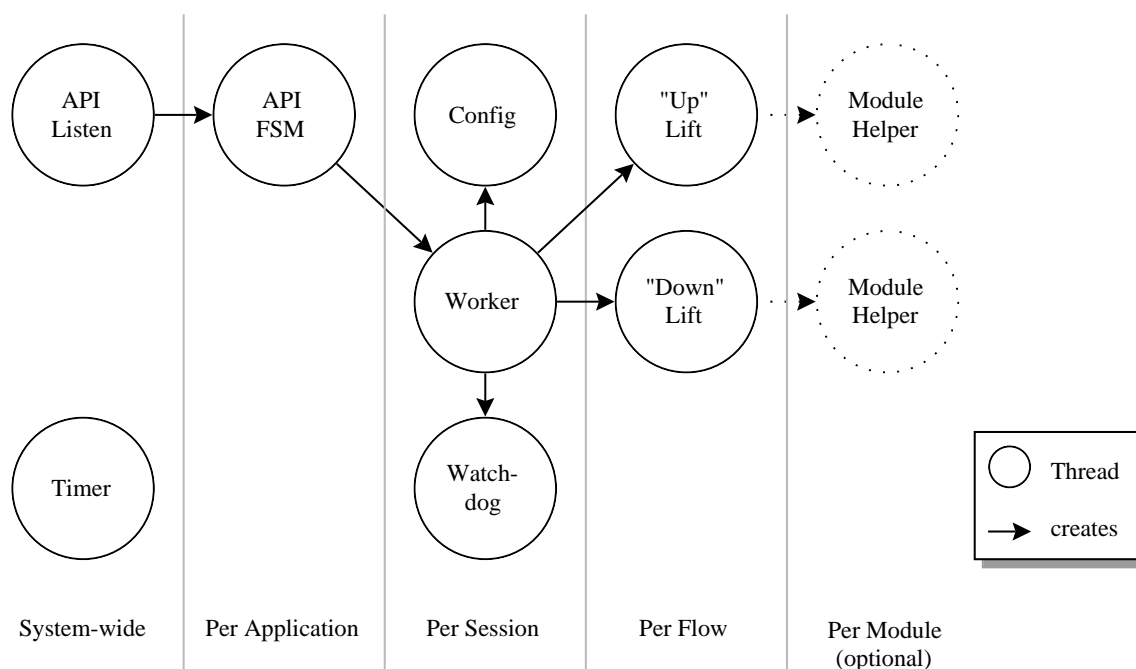 API
Listen
API
FSM
Config
"Up"
Lift
Module
Helper
Worker
"Down"
Lift
Module
Helper
Timer
Watch-
dog
Thread
creates
System-wide
Per Application
Per Session
Per Flow
Per Module
(optional)